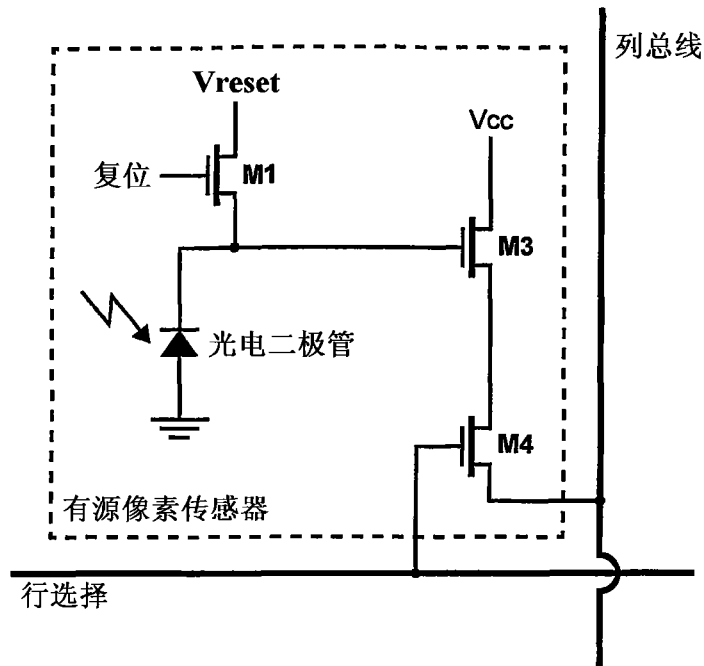 列总线
Vreset
Vcc
复位
M1
M3
光电二极管
M4
有源像素传感器
行选择